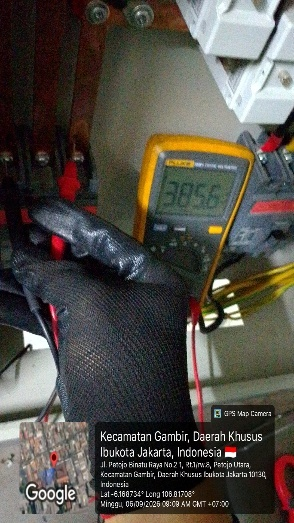 FLUKE
385.6
GPS Map Camera
Kecamatan Gambir, Daerah Khusus
Ibukota Jakarta, Indonesia 🇮🇩
Jl. Petojo Binatu Raya No.2 1, Rt.1/rw.8, Petojo Utara,
Kecamatan Gambir, Daerah Khusus Ibukota Jakarta 10130,
Indonesia
Lat -6.168734° Long 106.81708°
Minggu, 06/09/2026 09:09 AM GMT +07:00
Google